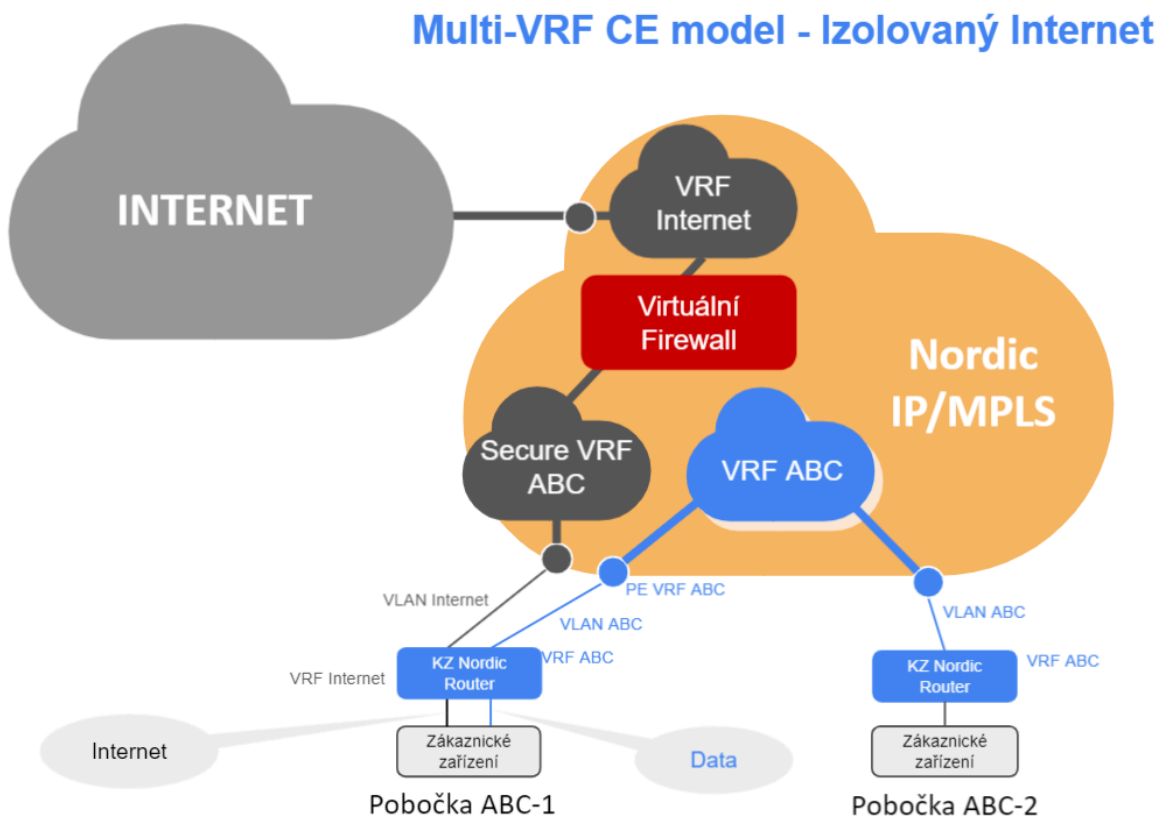 Multi-VRF CE model - Izolovaný Internet
INTERNET
VRF
Internet
Virtuální
Firewall
Nordic
IP/MPLS
Secure VRF
ABC
VRF ABC
PE VRF ABC
VLAN Internet
VLAN ABC
VLAN ABC
VRF Internet
KZ Nordic
Router
VRF ABC
KZ Nordic
Router
VRF ABC
Internet
Zákaznické
zařízení
Data
Zákaznické
zařízení
Pobočka ABC-1
Pobočka ABC-2